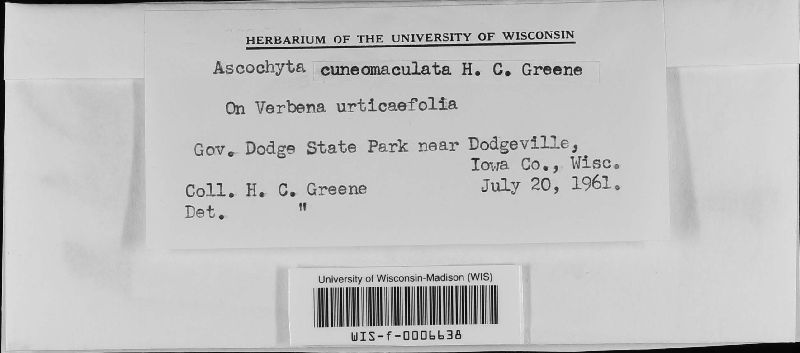 HERBARIUM OF THE UNIVERSITY OF WISCONSIN
Ascochyta cuneomaculata H. C. Greene
On Verbena urticaefolia
Gov. Dodge State Park near Dodgeville,
Iowa Co., Wisc.
Coll. H. C. Greene July 20, 1961.
Det. "
University of Wisconsin-Madison (WIS)
WIS-f-0006638